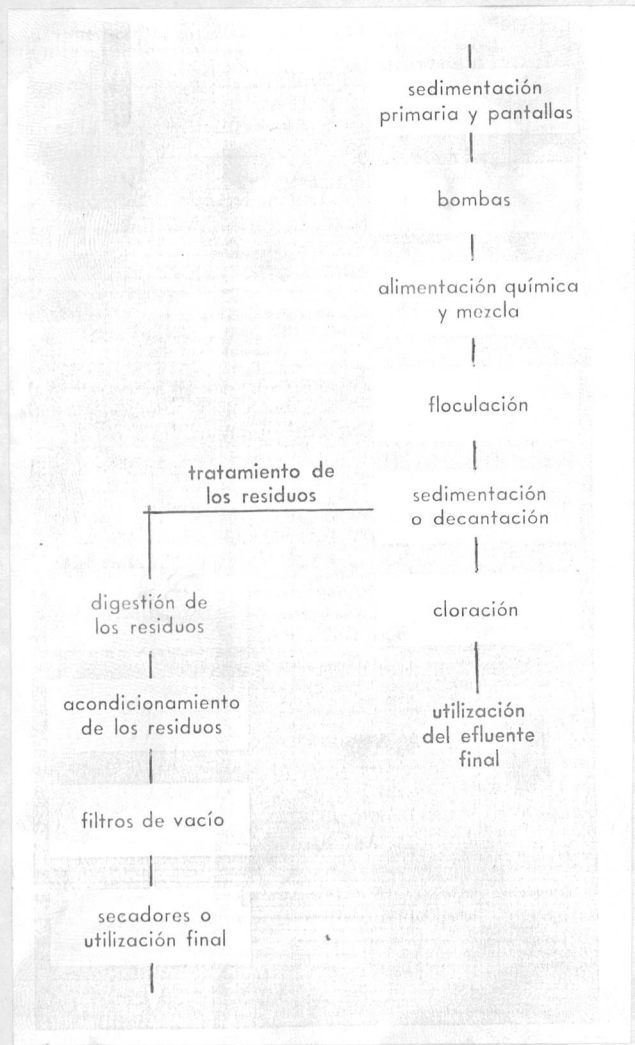 sedimentación
primaria y pantallas
bombas
alimentación química
y mezcla
floculación
sedimentación
o decantación
cloración
utilización
del efluente
final
tratamiento de
los residuos
digestión de
los residuos
acondicionamiento
de los residuos
filtros de vacío
secadores o
utilización final